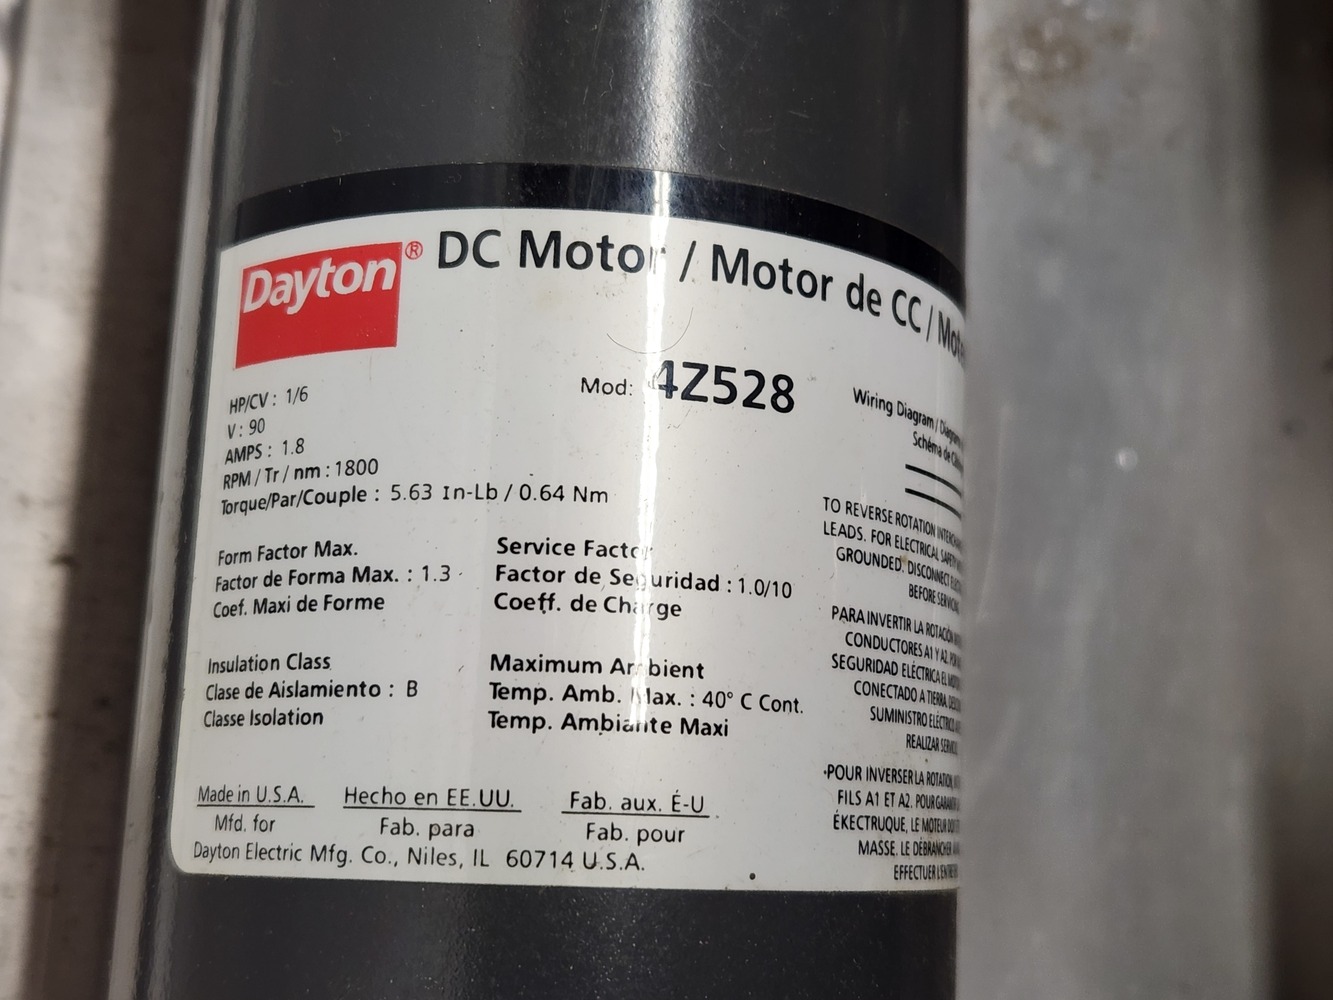 Dayton® DC Motor / Motor de CC /
Mod: 4Z528
HP/CV : 1/6
V : 90
AMPS : 1.8
RPM / Tr / nm : 1800
Torque/Par/Couple : 5.63 In-Lb / 0.64 Nm
Form Factor Max.
Factor de Forma Max. : 1.3
Coef. Maxi de Forme
Service Factor
Factor de Seguridad : 1.0/10
Coeff. de Charge
Insulation Class
Clase de Aislamiento : B
Classe Isolation
Maximum Ambient
Temp. Amb. Max. : 40° C Cont.
Temp. Ambiante Maxi
Made in U.S.A. Hecho en EE.UU. Fab. aux. É-U
Mfd. for Fab. para Fab. pour
Dayton Electric Mfg. Co., Niles, IL 60714 U.S.A.
Wiring Diagram /
Schéma de
TO REVERSE ROTATION
LEADS. FOR ELECTRICAL
GROUNDED. DISCONNECT
BEFORE
PARA INVERTIR LA ROTACIÓN
CONDUCTORES A1 Y A2.
SEGURIDAD ELÉCTRICA EL
CONECTADO A TIERRA.
SUMINISTRO ELÉCTRICO
REALIZAR
POUR INVERSER LA ROTATION,
FILS A1 ET A2. POUR
ÉKECTRUQUE, LE MOTEUR
MASSE. LE DÉBRANCHER
EFFECTUER